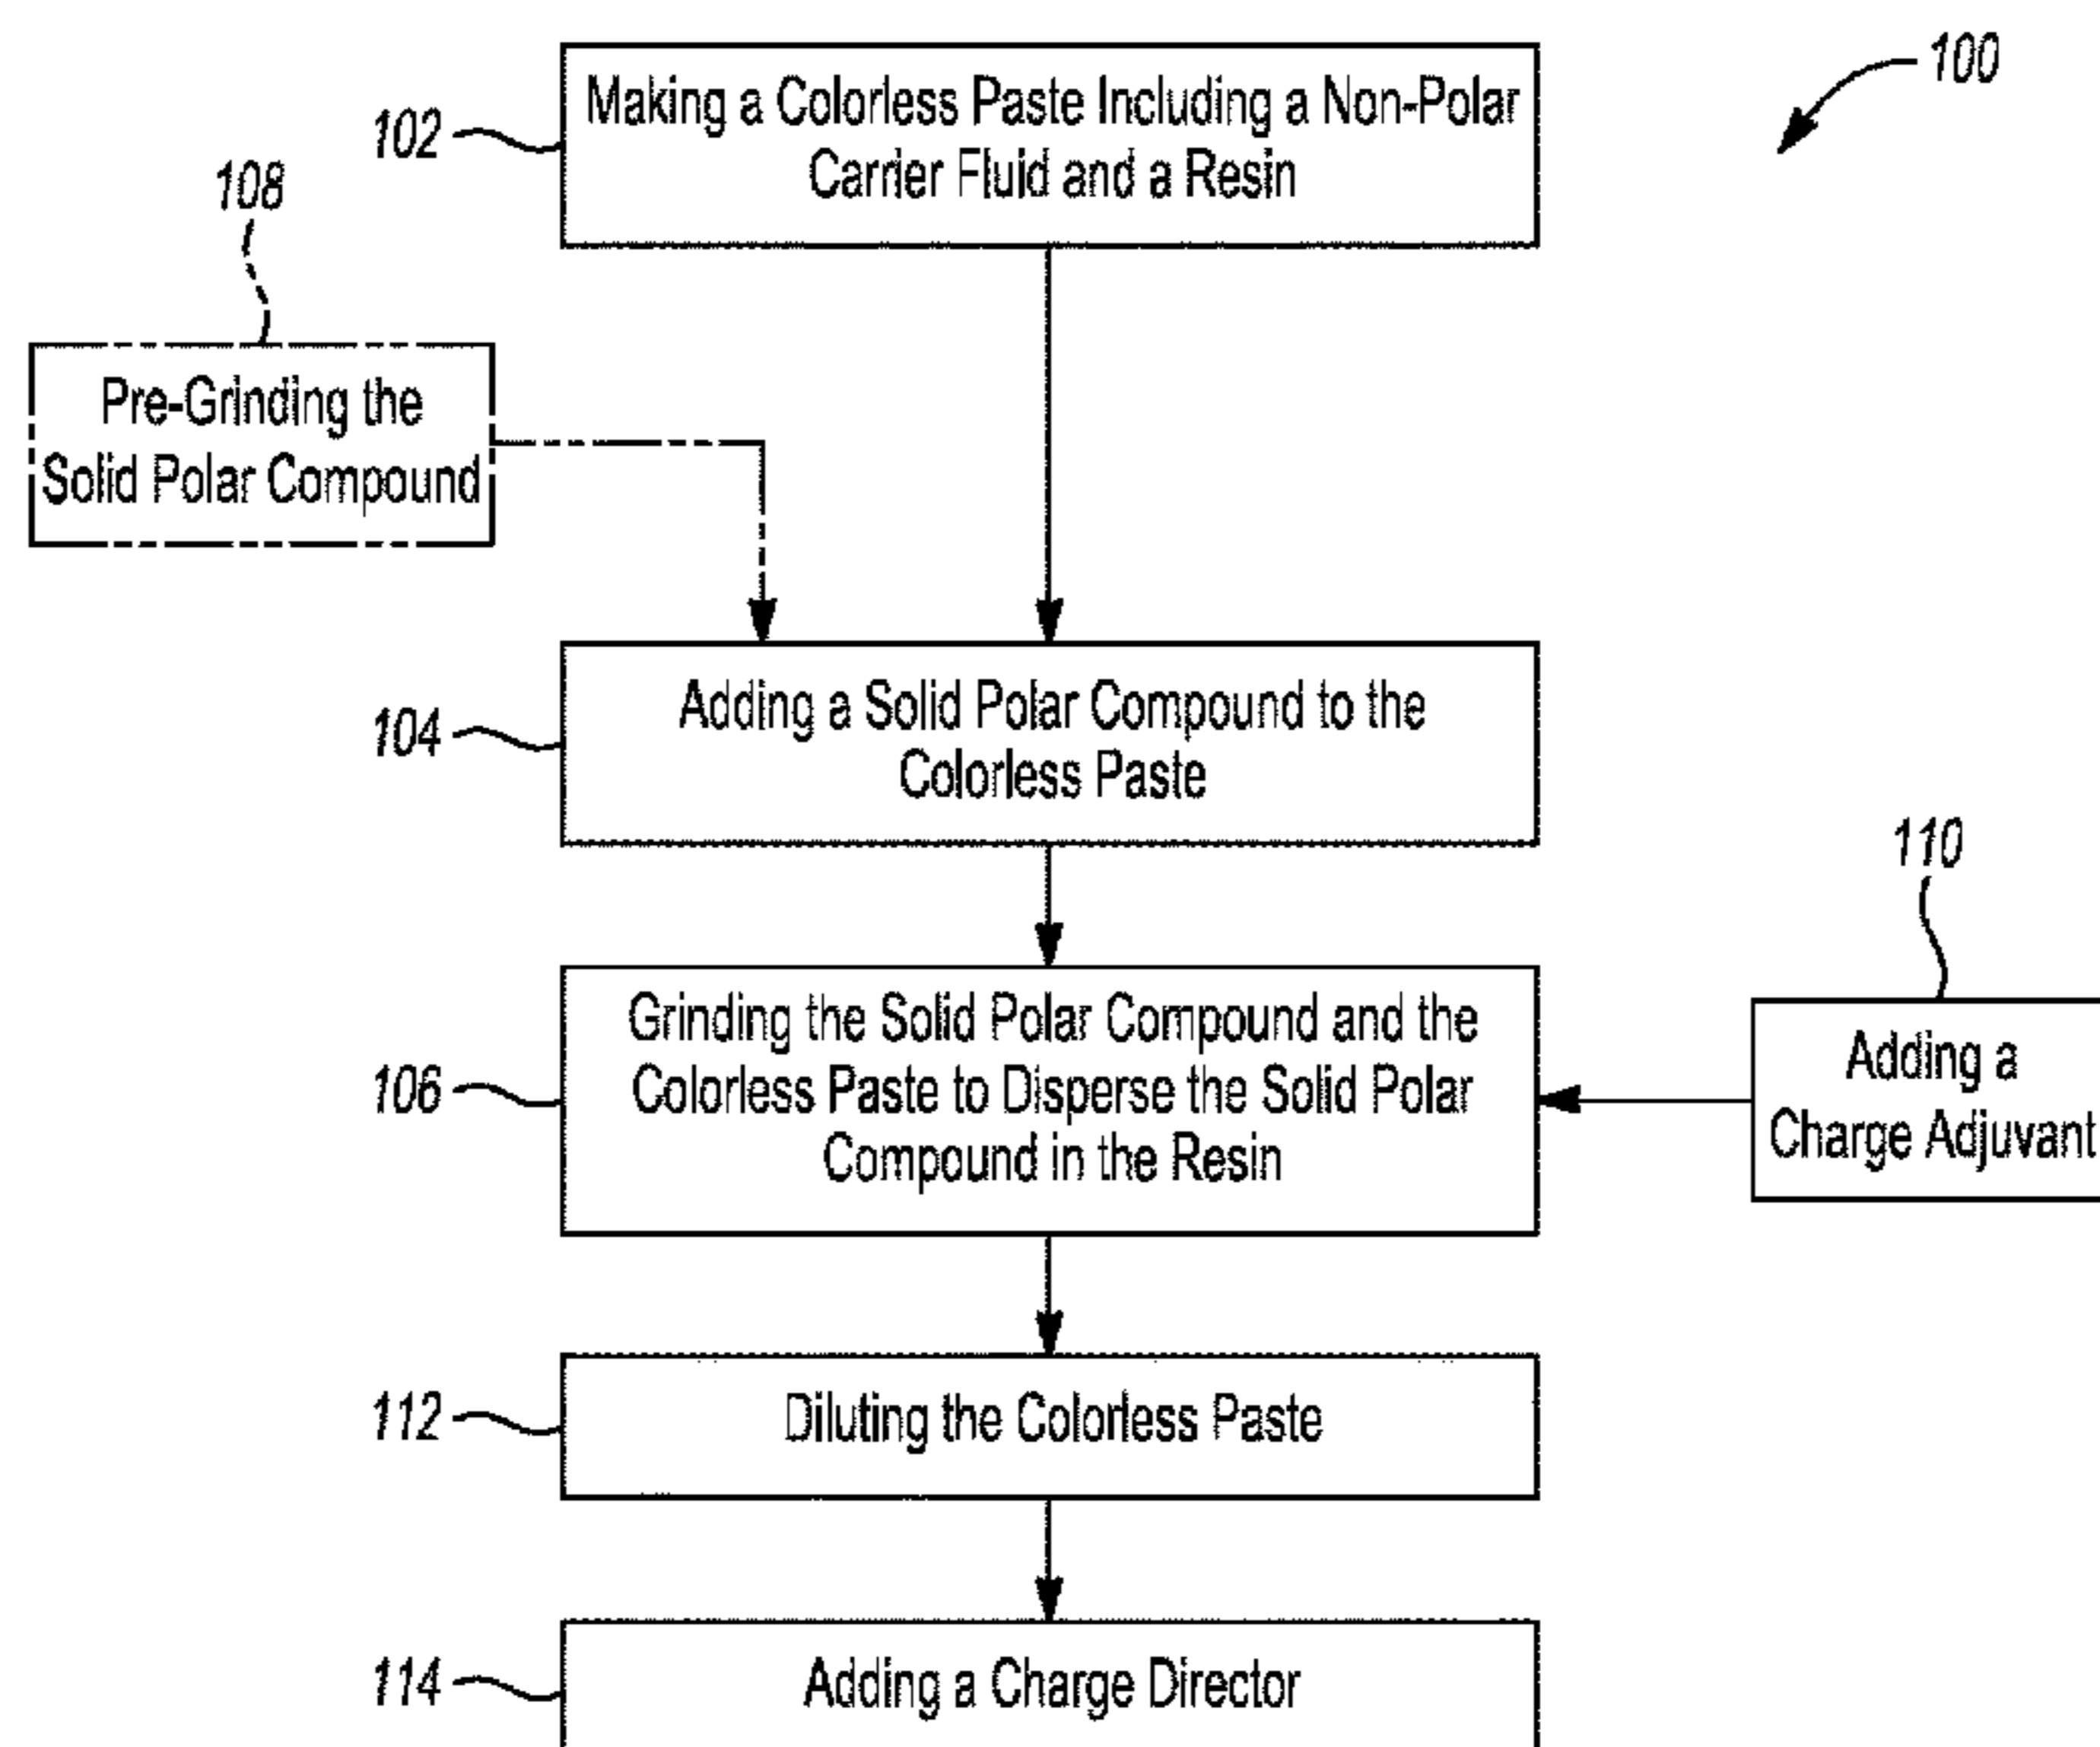 100
102
Making a Colorless Paste Including a Non-Polar
Carrier Fluid and a Resin
108
Pre-Grinding the
Solid Polar Compound
104
Adding a Solid Polar Compound to the
Colorless Paste
110
Adding a
Charge Adjuvant
106
Grinding the Solid Polar Compound and the
Colorless Paste to Disperse the Solid Polar
Compound in the Resin
112
Diluting the Colorless Paste
114
Adding a Charge Director